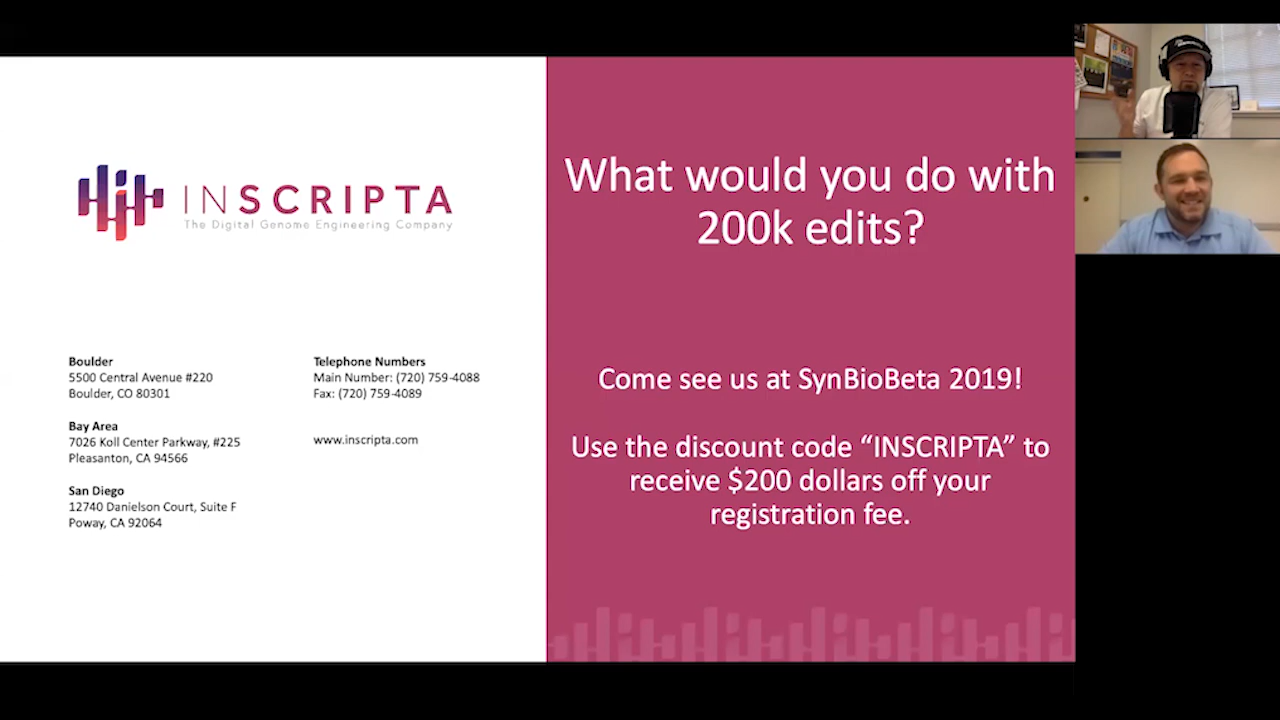 INSCRIPTA
The Digital Genome Engineering Company
Boulder
5500 Central Avenue #220
Boulder, CO 80301
Bay Area
7026 Koll Center Parkway, #225
Pleasanton, CA 94566
San Diego
12740 Danielson Court, Suite F
Poway, CA 92064
Telephone Numbers
Main Number: (720) 759-4088
Fax: (720) 759-4089
www.inscripta.com
What would you do with
200k edits?
Come see us at SynBioBeta 2019!
Use the discount code “INSCRIPTA” to
receive $200 dollars off your
registration fee.